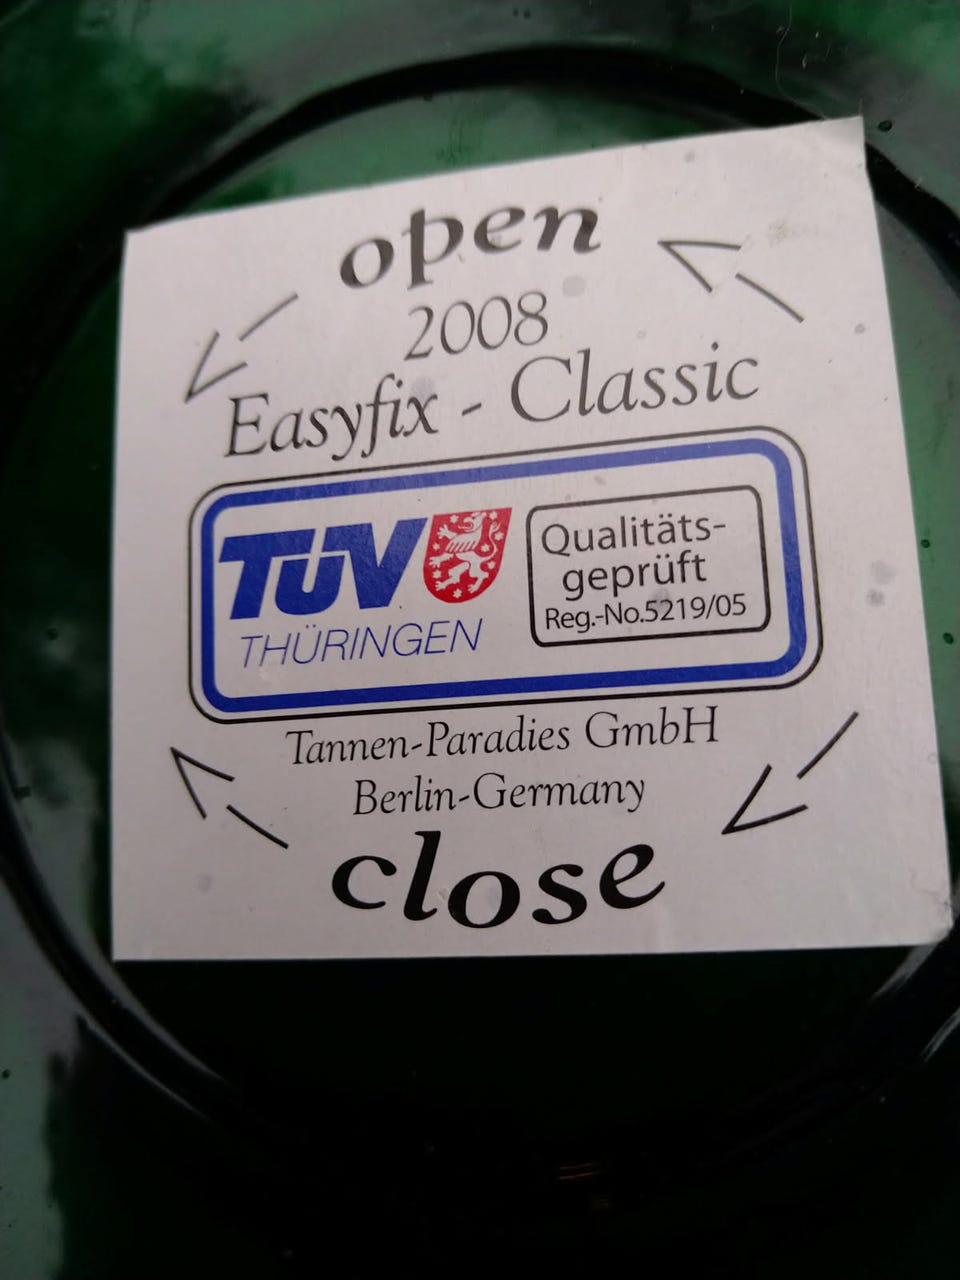 open
2008
Easyfix - Classic
TÜV
THÜRINGEN
Qualitäts-
geprüft
Reg.-No.5219/05
Tannen-Paradies GmbH
Berlin-Germany
close